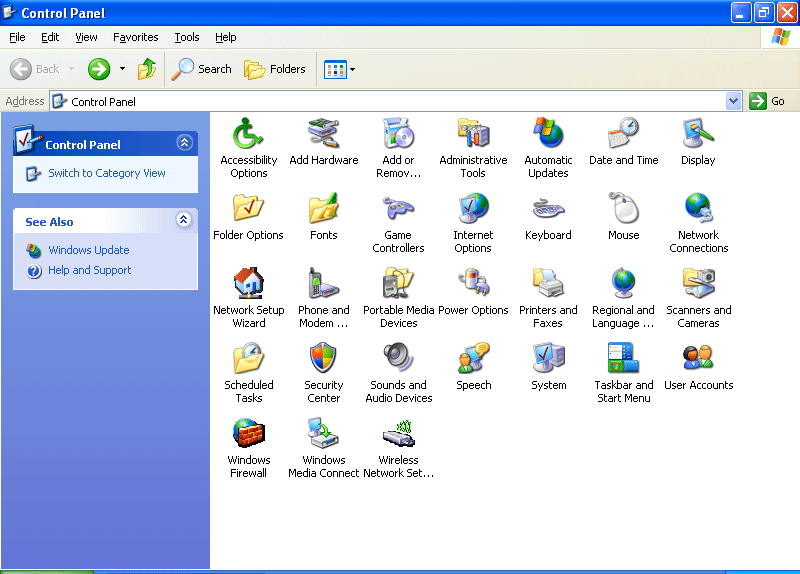 Control Panel
File Edit View Favorites Tools Help
Back Search Folders
Address Control Panel Go
Control Panel
Switch to Category View
See Also
Windows Update
Help and Support
Accessibility Options
Add Hardware
Add or Remov...
Administrative Tools
Automatic Updates
Date and Time
Display
Folder Options
Fonts
Game Controllers
Internet Options
Keyboard
Mouse
Network Connections
Network Setup Wizard
Phone and Modem ...
Portable Media Devices
Power Options
Printers and Faxes
Regional and Language ...
Scanners and Cameras
Scheduled Tasks
Security Center
Sounds and Audio Devices
Speech
System
Taskbar and Start Menu
User Accounts
Windows Firewall
Windows Media Connect
Wireless Network Set...